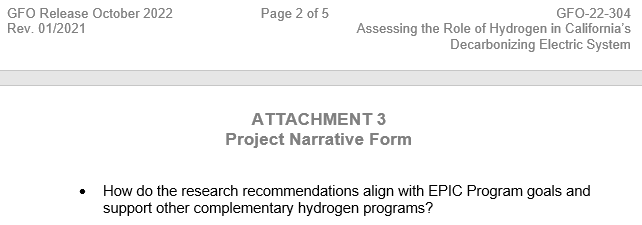 GFO Release October 2022 Page 2 of 5 GFO-22-304
Rev. 01/2021 Assessing the Role of Hydrogen in California's
Decarbonizing Electric System
ATTACHMENT 3
Project Narrative Form
• How do the research recommendations align with EPIC Program goals and
support other complementary hydrogen programs?